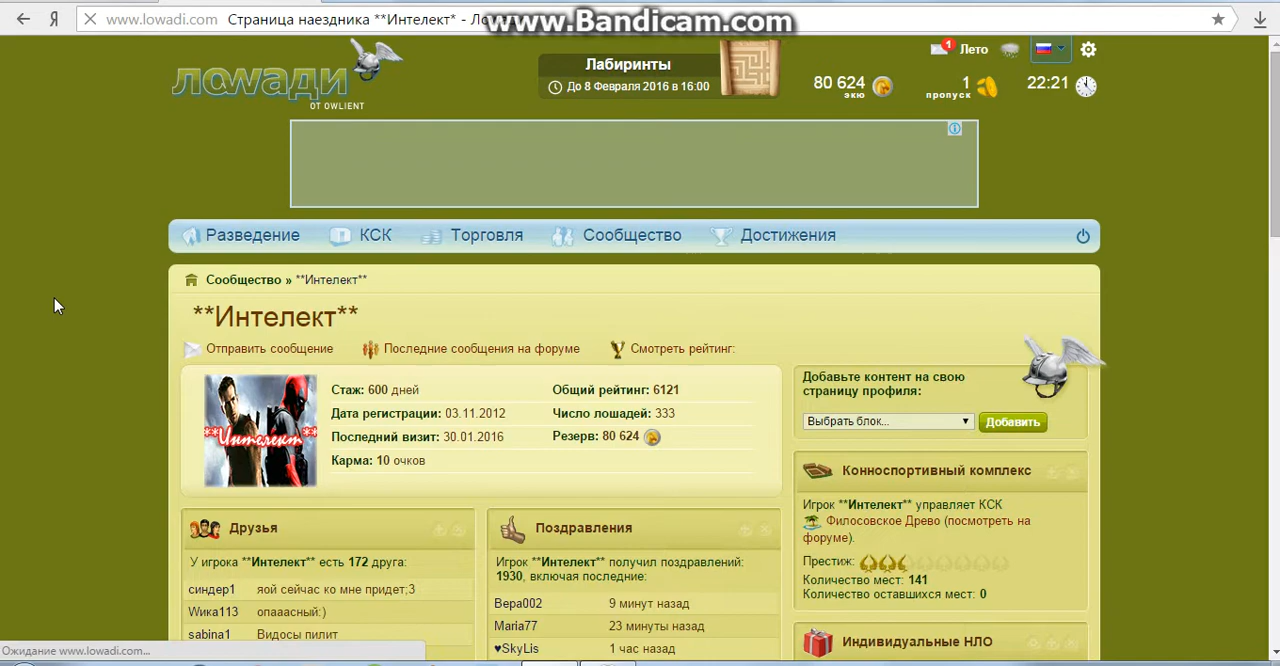 www.lowadi.com Страница наездника **Интелект* - Лов
www.Bandicam.com
ловади
от owlient
Лабиринты
До 8 Февраля 2016 в 16:00
1 Лето
80 624
экю
1
пропуск
22:21
Разведение КСК Торговля Сообщество Достижения
Сообщество » **Интелект**
**Интелект**
Отправить сообщение Последние сообщения на форуме Смотреть рейтинг:
**Интелект**
Стаж: 600 дней
Дата регистрации: 03.11.2012
Последний визит: 30.01.2016
Карма: 10 очков
Общий рейтинг: 6121
Число лошадей: 333
Резерв: 80 624
Добавьте контент на свою
страницу профиля:
Выбрать блок... Добавить
Друзья
У игрока **Интелект** есть 172 друга:
синдер1 яой сейчас ко мне придет;3
Wика113 опааасный:)
sabina1 Видосы пилит
Поздравления
Игрок **Интелект** получил поздравлений:
1930, включая последние:
Вера002 9 минут назад
Maria77 23 минуты назад
♥SkyLis 1 час назад
Конноспортивный комплекс
Игрок **Интелект** управляет КСК
Филосовское Древо (посмотреть на
форуме).
Престиж:
Количество мест: 141
Количество оставшихся мест: 0
Индивидуальные НЛО
Ожидание www.lowadi.com...